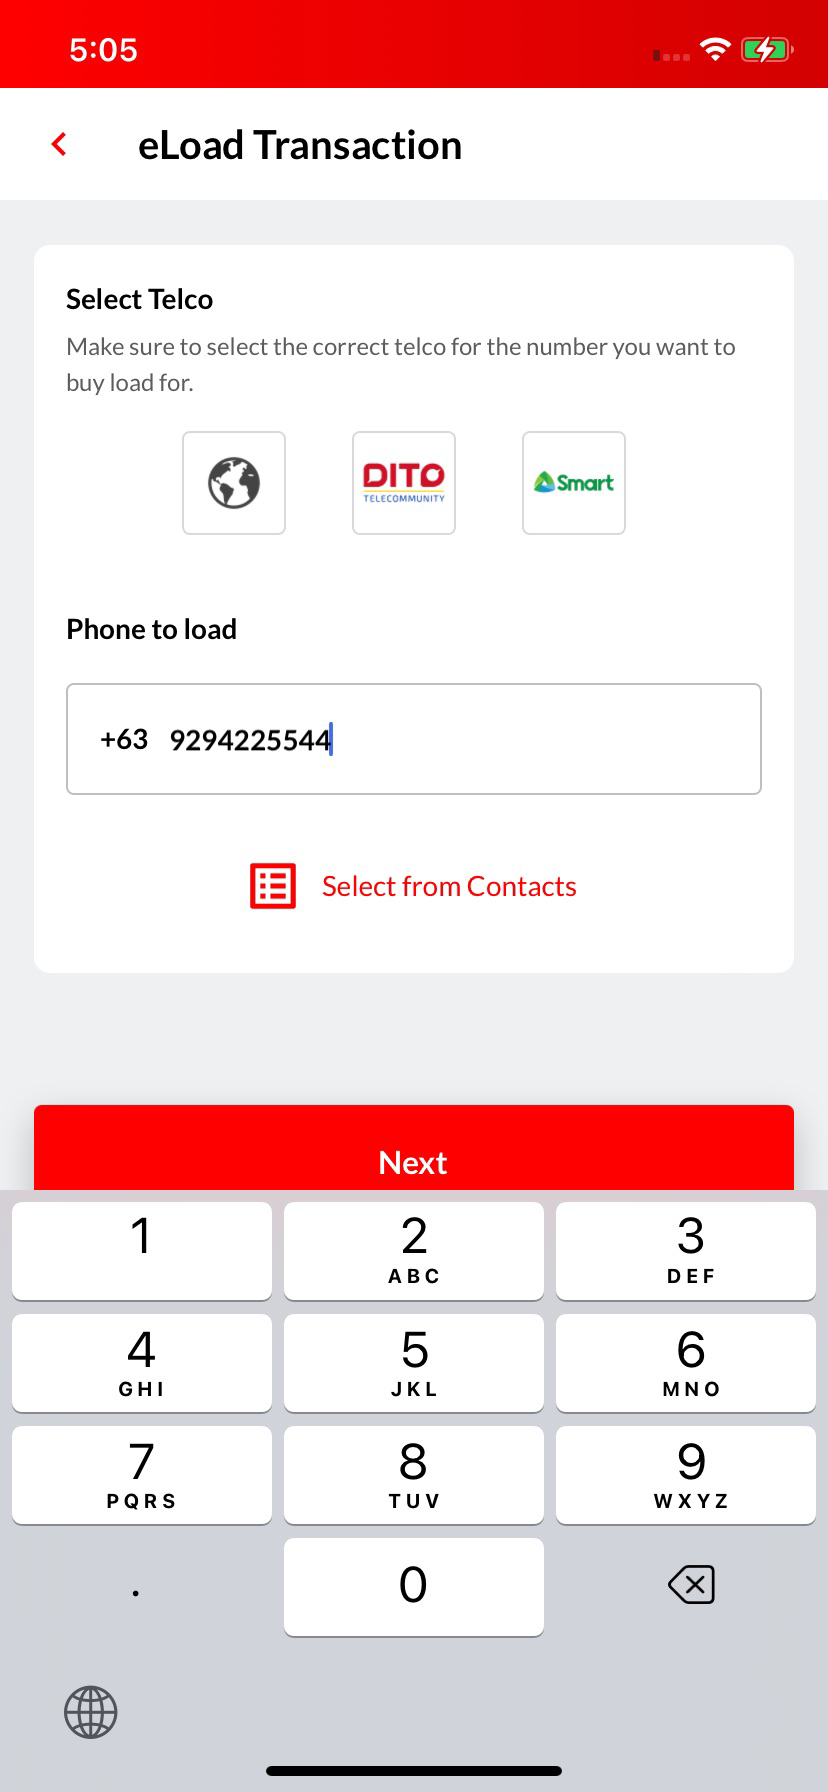 5:05
eLoad Transaction
Select Telco
Make sure to select the correct telco for the number you want to
buy load for.
DITO
TELECOMMUNITY
Smart
Phone to load
+63 9294225544
Select from Contacts
Next
1
2
ABC
3
DEF
4
GHI
5
JKL
6
MNO
7
PQRS
8
TUV
9
WXYZ
.
0